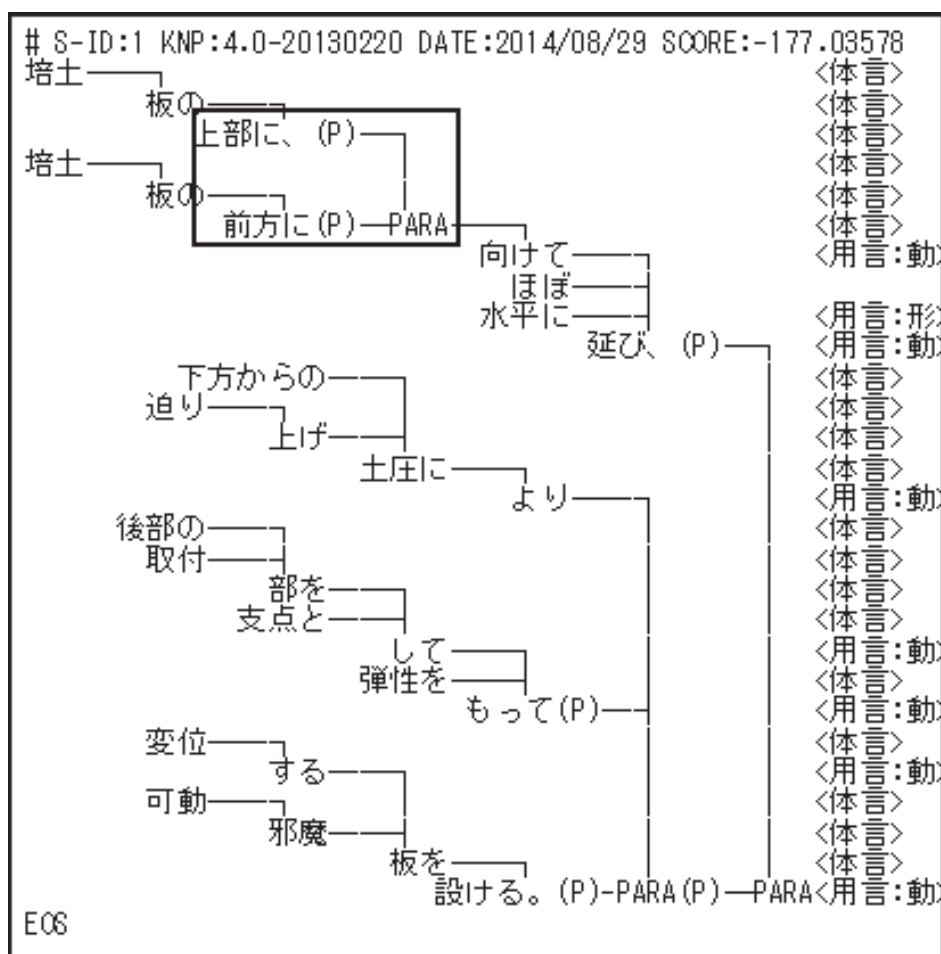 # S-ID:1 KNP:4.0-20130220 DATE:2014/08/29 SCORE:-177.03578
培土 <体言>
板の <体言>
上部に、(P) <体言>
培土 <体言>
板の <体言>
前方に(P) PARA <体言>
向けて <用言:動>
ほぼ
水平に <用言:形>
延び、(P) <用言:動>
下方からの <体言>
迫り <体言>
上げ <体言>
土圧に <体言>
より <用言:動>
後部の <体言>
取付 <体言>
部を <体言>
支点と <体言>
して <用言:動>
弾性を <体言>
もって(P) <用言:動>
変位 <体言>
する <用言:動>
可動 <体言>
邪魔 <体言>
板を <体言>
設ける。(P)-PARA(P) PARA<用言:動>
EOS